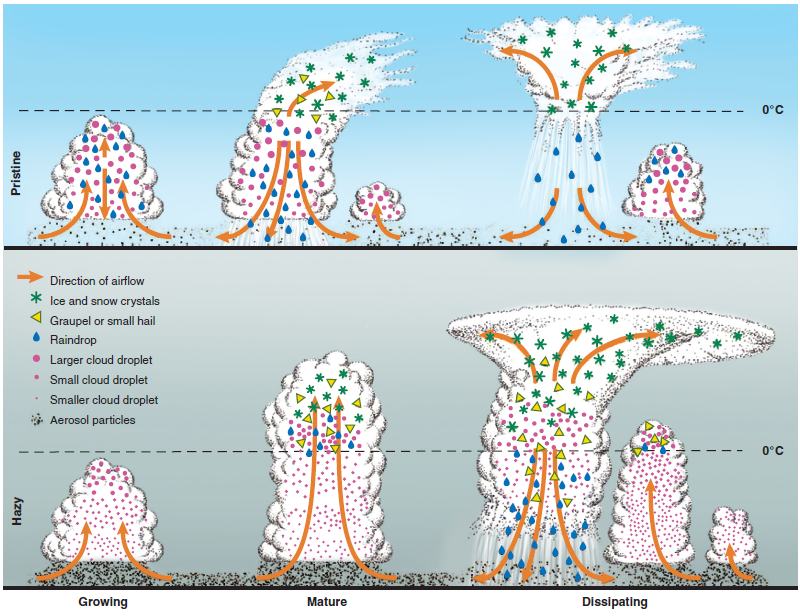 0°C
Pristine
Direction of airflow
Ice and snow crystals
Graupel or small hail
Raindrop
Larger cloud droplet
Small cloud droplet
Smaller cloud droplet
Aerosol particles
0°C
Hazy
Growing
Mature
Dissipating